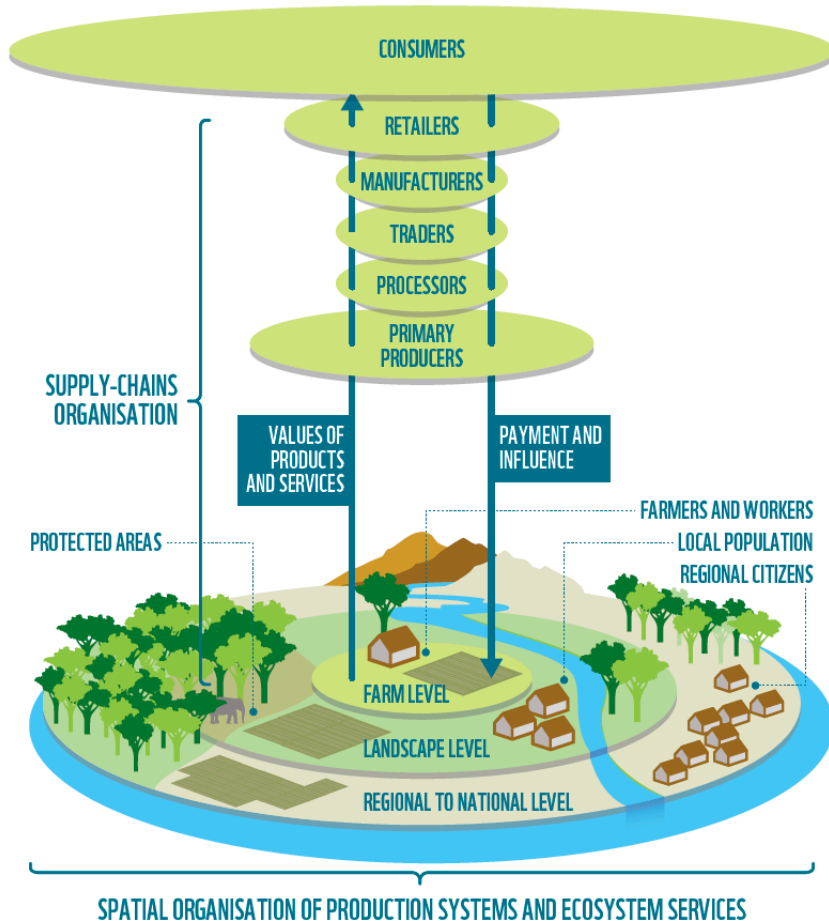 CONSUMERS
RETAILERS
MANUFACTURERS
TRADERS
PROCESSORS
PRIMARY
PRODUCERS
SUPPLY-CHAINS
ORGANISATION
VALUES OF
PRODUCTS
AND SERVICES
PAYMENT AND
INFLUENCE
FARMERS AND WORKERS
PROTECTED AREAS
LOCAL POPULATION
REGIONAL CITIZENS
FARM LEVEL
LANDSCAPE LEVEL
REGIONAL TO NATIONAL LEVEL
SPATIAL ORGANISATION OF PRODUCTION SYSTEMS AND ECOSYSTEM SERVICES